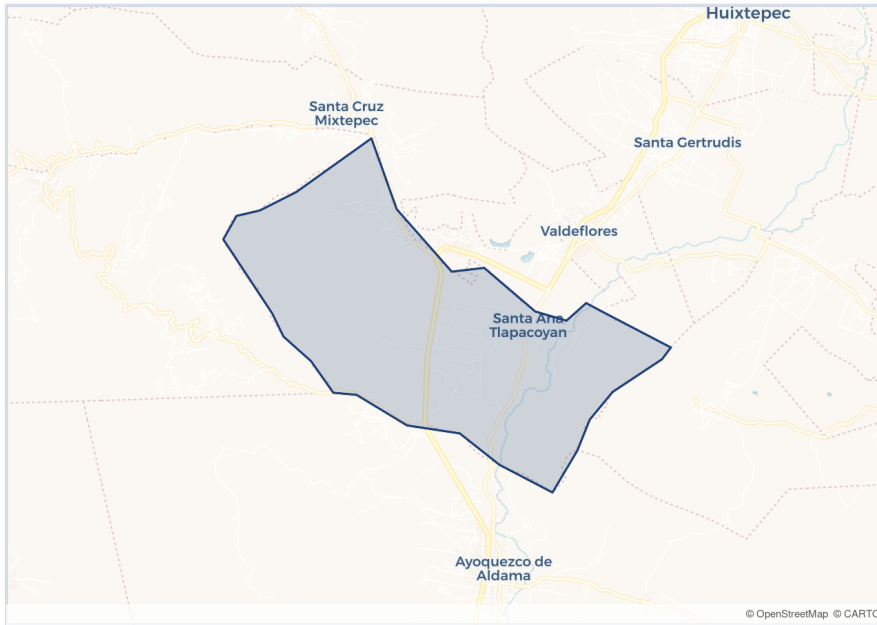 Huixtepec
Santa Cruz
Mixtepec
Santa Gertrudis
Valdeflores
Santa Ana
Tlapacoyan
Ayoquezco de
Aldama
© OpenStreetMap © CARTO